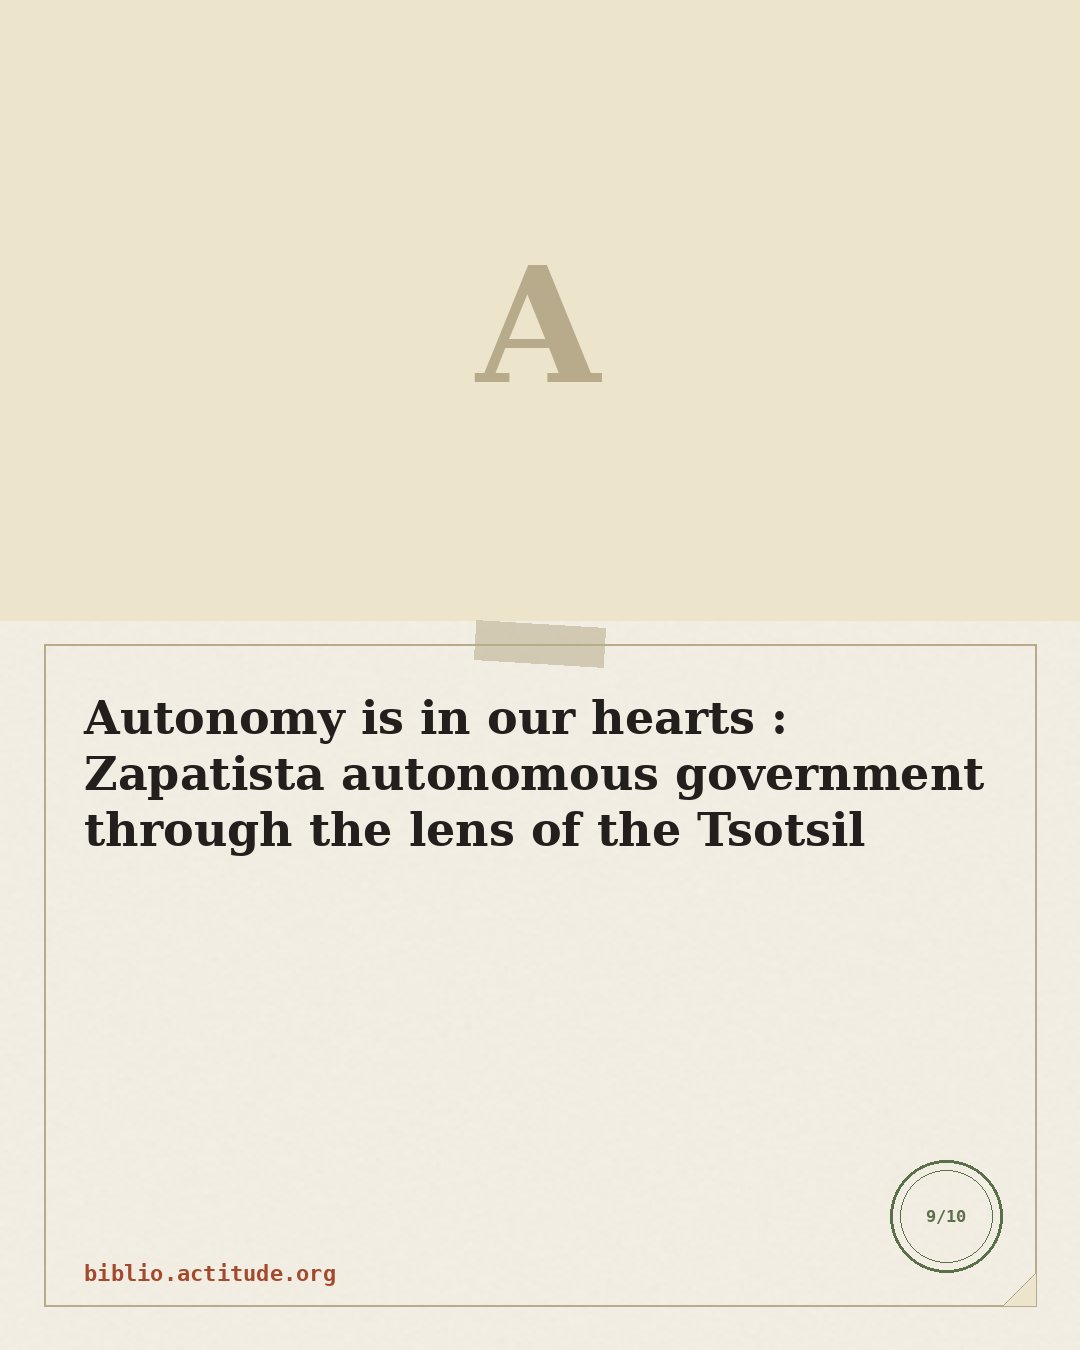 A
Autonomy is in our hearts :
Zapatista autonomous government
through the lens of the Tsotsil
9/10
biblio.actitude.org